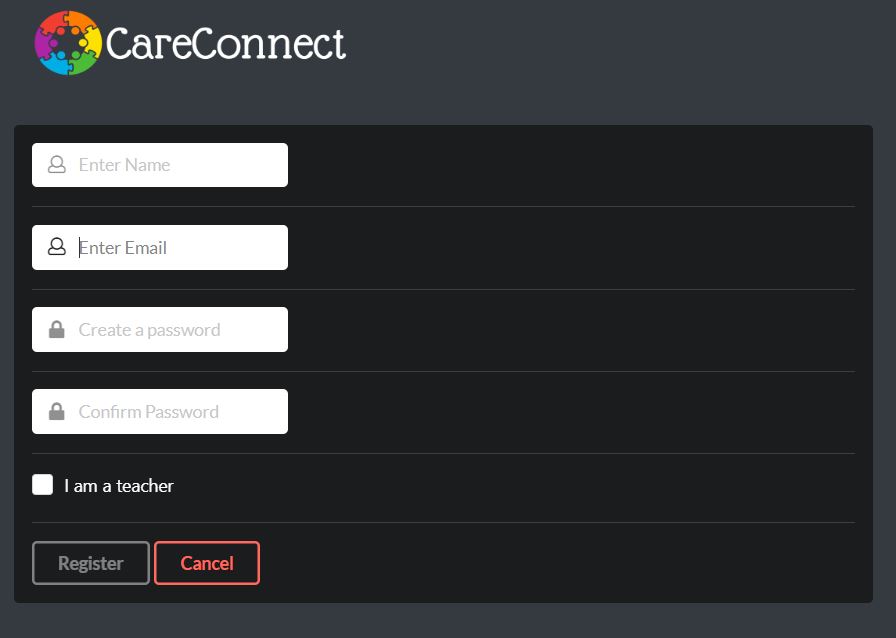 CareConnect
Enter Name
Enter Email
Create a password
Confirm Password
I am a teacher
Register Cancel